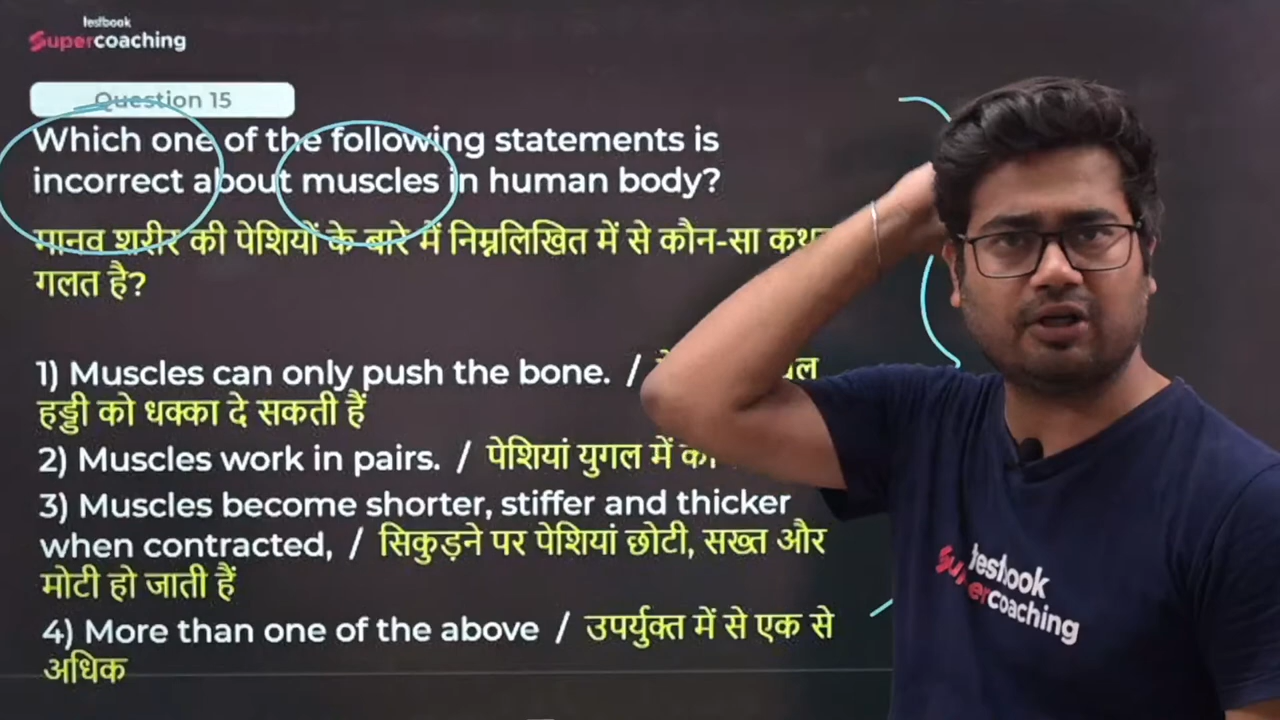 testbook
Supercoaching
Question 15
Which one of the following statements is
incorrect about muscles in human body?
मानव शरीर की पेशियों के बारे में निम्नलिखित में से कौन-सा
गलत है?
1) Muscles can only push the bone. /
हड्डी को धक्का दे सकती हैं
2) Muscles work in pairs. / पेशियां युगल में
3) Muscles become shorter, stiffer and thicker
when contracted, / सिकुड़ने पर पेशियां छोटी, सख्त और
मोटी हो जाती हैं
4) More than one of the above / उपर्युक्त में से एक से
अधिक
testbook
Supercoaching